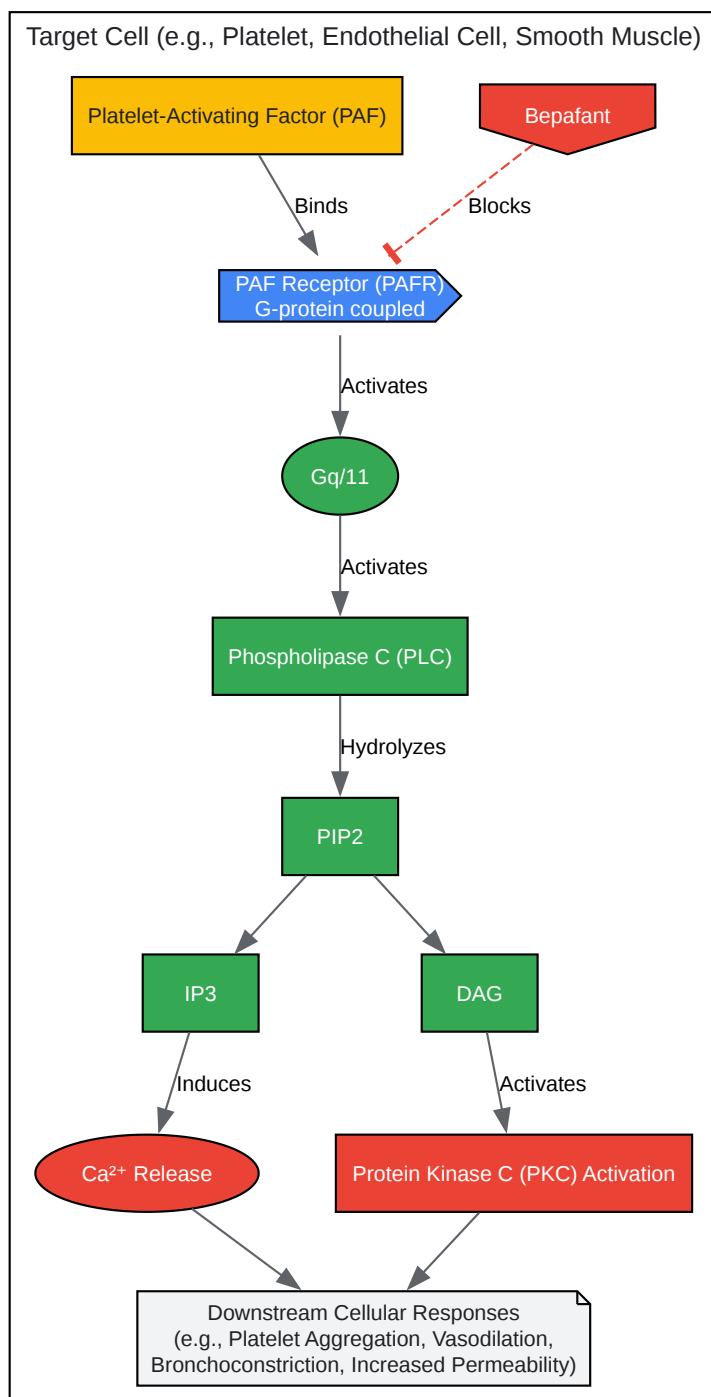 Target Cell (e.g., Platelet, Endothelial Cell, Smooth Muscle)
Platelet-Activating Factor (PAF)
Bepafant
Binds
Blocks
PAF Receptor (PAFR)
G-protein coupled
Activates
Gq/11
Activates
Phospholipase C (PLC)
Hydrolyzes
PIP2
IP3
DAG
Induces
Activates
Ca²⁺ Release
Protein Kinase C (PKC) Activation
Downstream Cellular Responses
(e.g., Platelet Aggregation, Vasodilation,
Bronchoconstriction, Increased Permeability)